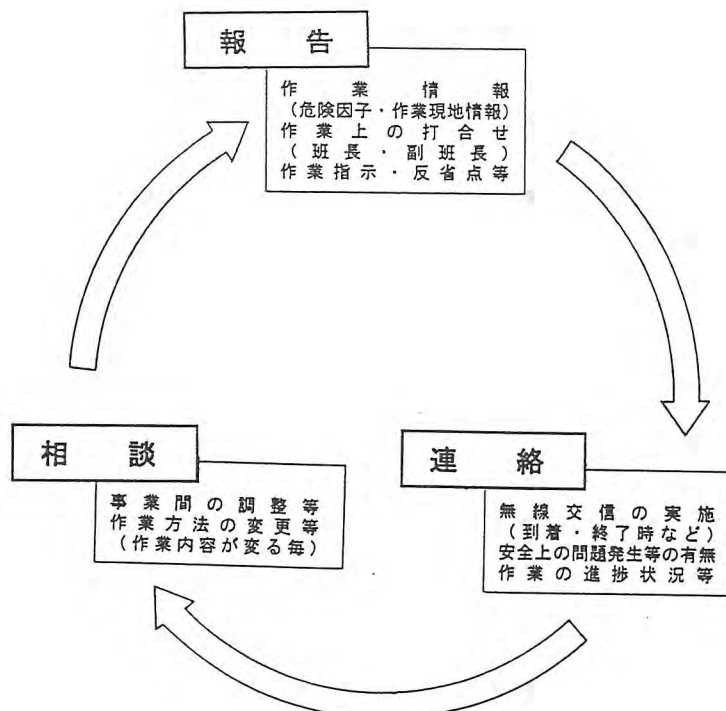 報告
作業情報
(危険因子・作業現地情報)
作業上の打合せ
(班長・副班長)
作業指示・反省点等
相談
事業間の調整等
作業方法の変更等
(作業内容が変る毎)
連絡
無線交信の実施
(到着・終了時など)
安全上の問題発生等の有無
作業の進捗状況等